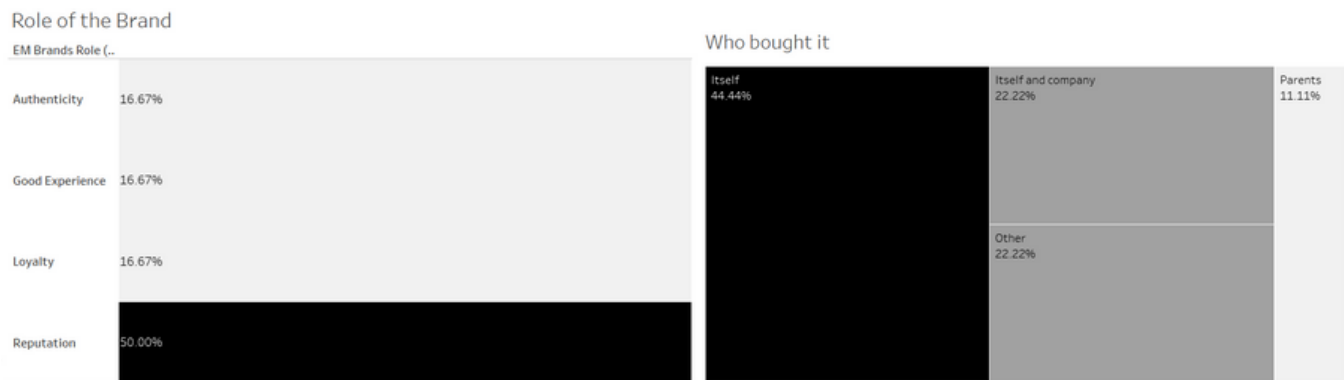 Role of the Brand
EM Brands Role (..
Authenticity 16.67%
Good Experience 16.67%
Loyalty 16.67%
Reputation 50.00%
Who bought it
Itself
44.44%
Itself and company
22.22%
Other
22.22%
Parents
11.11%